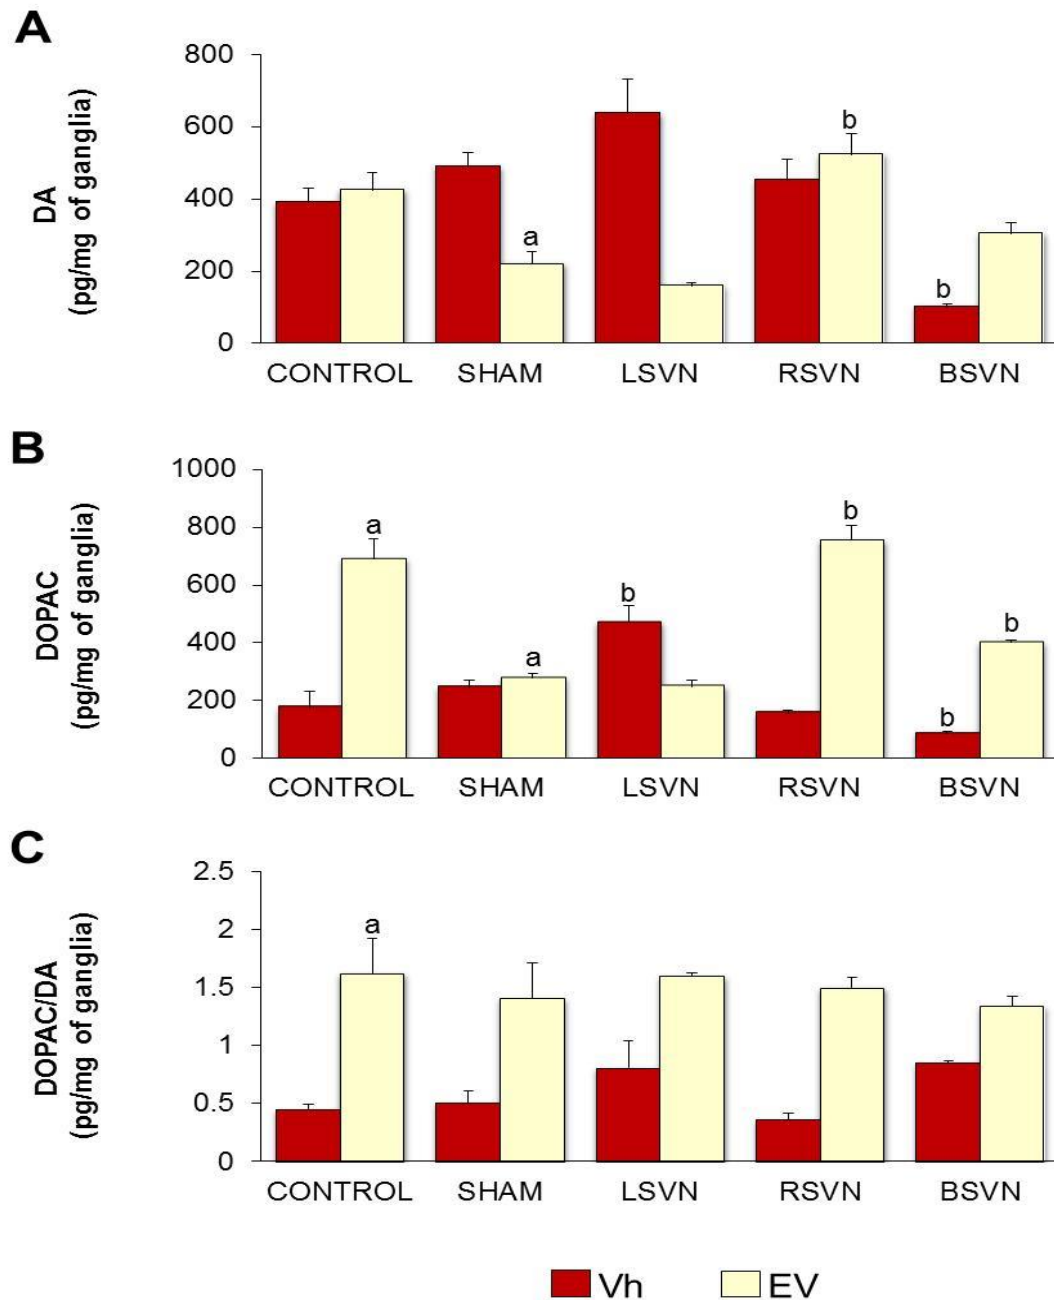 A
DA
(pg/mg of ganglia)
800
600
400
200
0
a
b
b
CONTROL SHAM LSVN RSVN BSVN
B
DOPAC
(pg/mg of ganglia)
1000
800
600
400
200
0
a
a
b
b
b
b
CONTROL SHAM LSVN RSVN BSVN
C
DOPAC/DA
(pg/mg of ganglia)
2.5
2
1.5
1
0.5
0
a
CONTROL SHAM LSVN RSVN BSVN
Vh EV